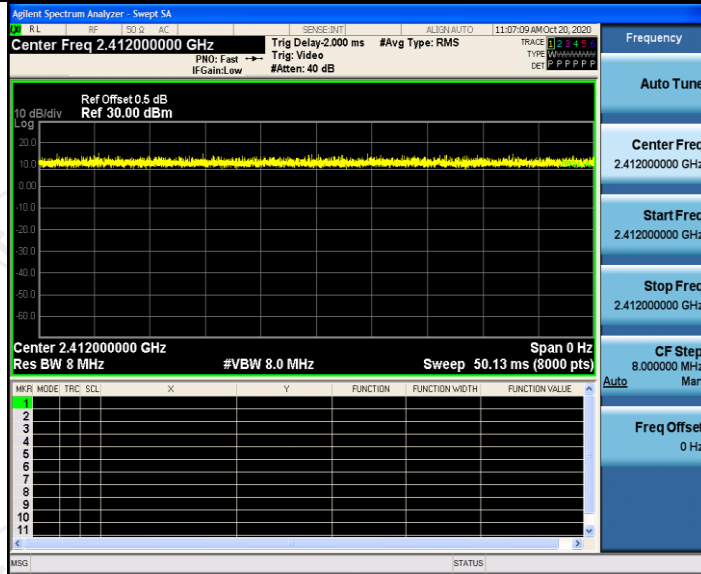 Agilent Spectrum Analyzer - Swept SA
RL RF 50 Ω AC SENSE:INT ALIGN AUTO 11:07:09 AM Oct 20, 2020
Center Freq 2.412000000 GHz
PNO: Fast
IFGain:Low
Trig Delay-2.000 ms
Trig: Video
#Atten: 40 dB
#Avg Type: RMS
TRACE 1 2 3 4 5 6
TYPE
DET P P P P P P
Ref Offset 0.5 dB
10 dB/div Ref 30.00 dBm
Log
20.0
10.0
0.00
-10.0
-20.0
-30.0
-40.0
-50.0
-60.0
Center 2.412000000 GHz Span 0 Hz
Res BW 8 MHz #VBW 8.0 MHz Sweep 50.13 ms (8000 pts)
MKR MODE TRC SCL X Y FUNCTION FUNCTION WIDTH FUNCTION VALUE
1
2
3
4
5
6
7
8
9
10
11
MSG STATUS
Frequency
Auto Tune
Center Freq
2.412000000 GHz
Start Freq
2.412000000 GHz
Stop Freq
2.412000000 GHz
CF Step
8.000000 MHz
Auto Man
Freq Offset
0 Hz